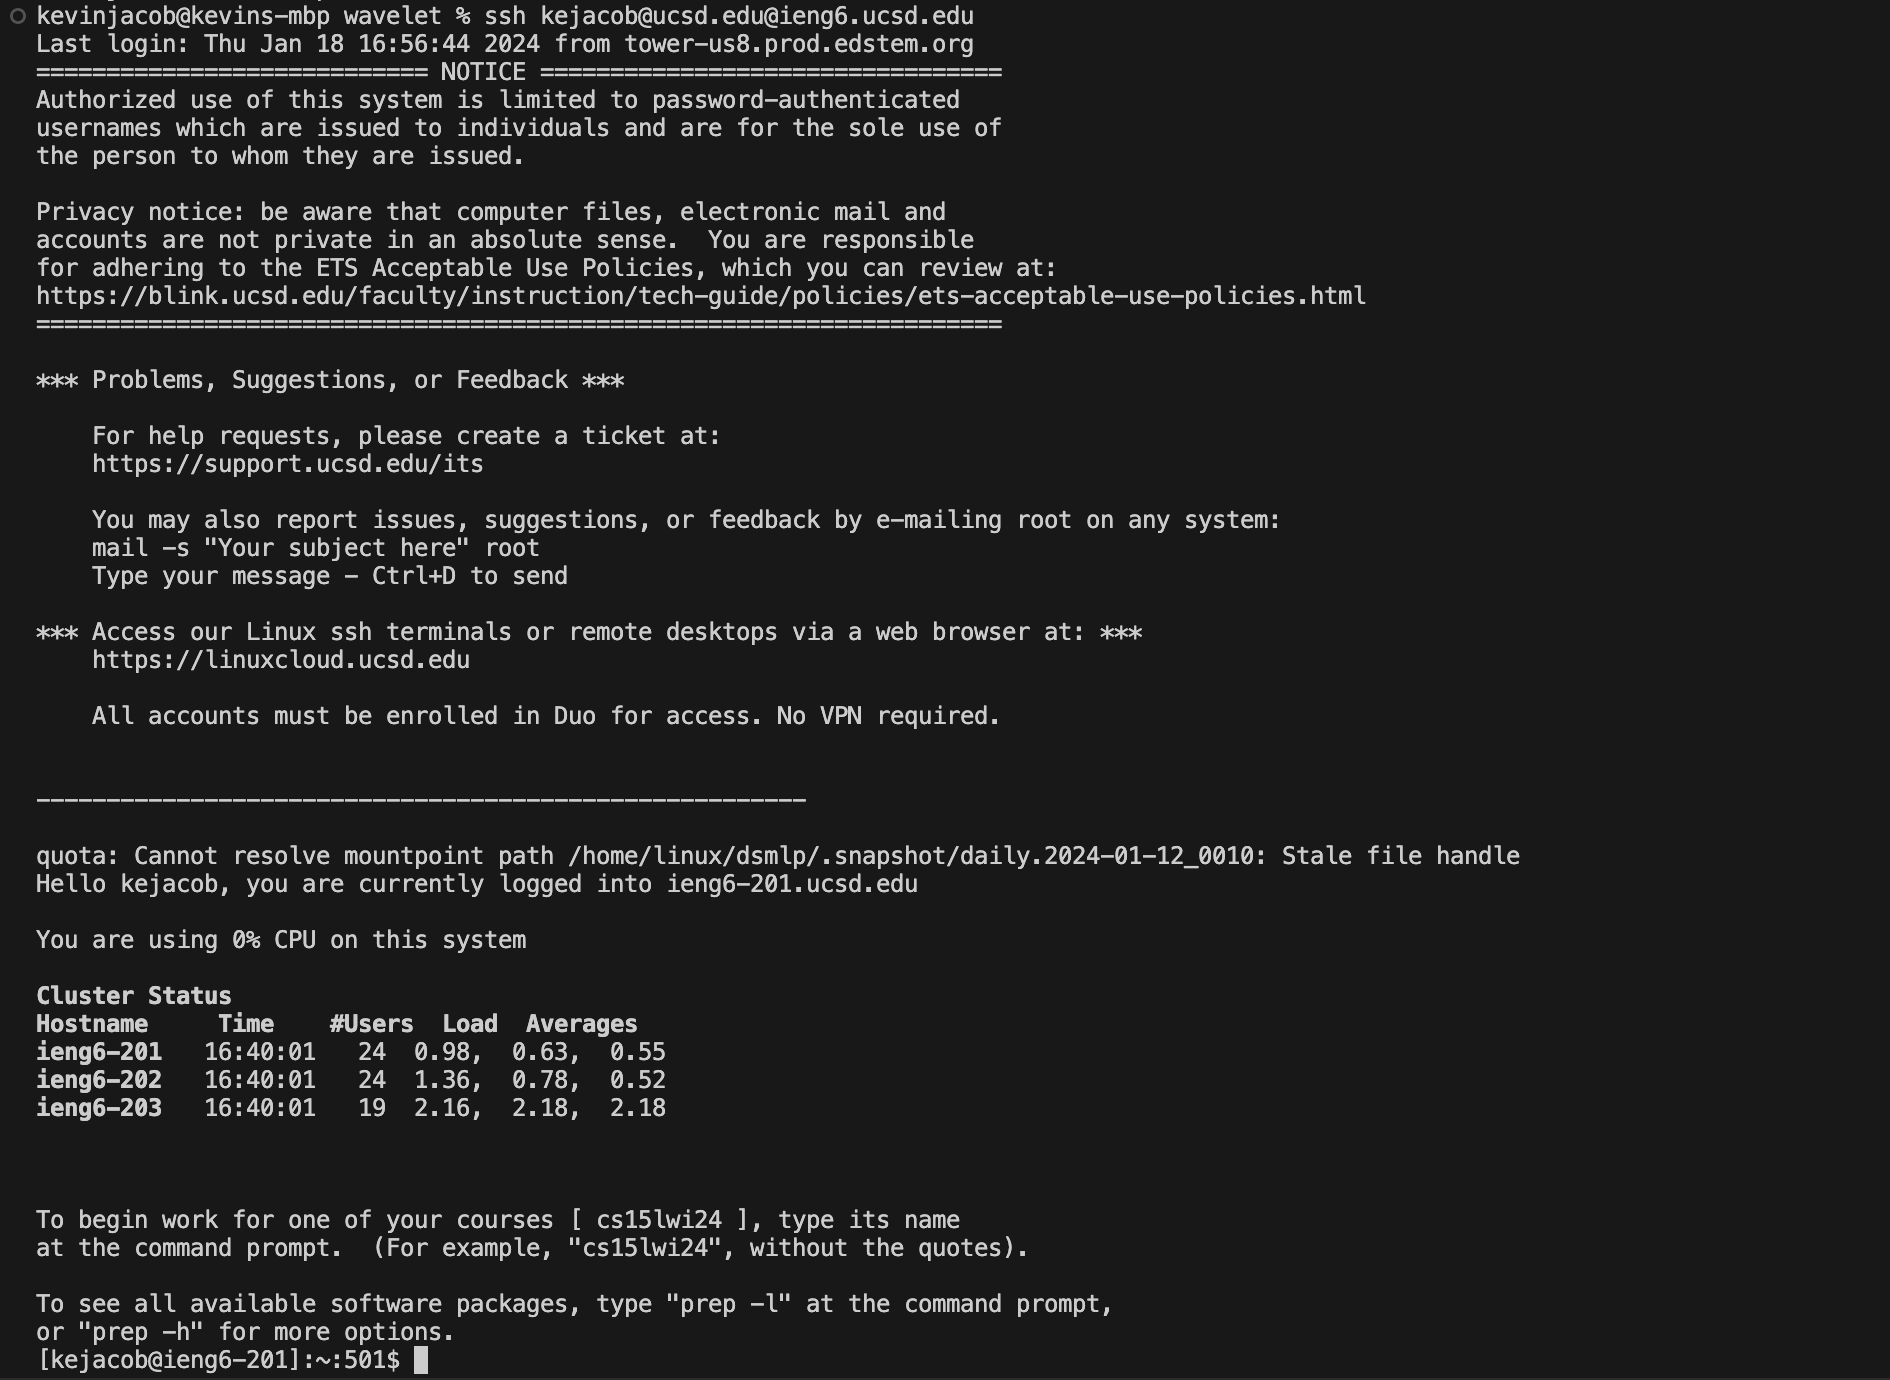 kevinjacob@kevins-mbp wavelet % ssh kejacob@ucsd.edu@ieng6.ucsd.edu
Last login: Thu Jan 18 16:56:44 2024 from tower-us8.prod.edstem.org
============================ NOTICE =================================
Authorized use of this system is limited to password-authenticated
usernames which are issued to individuals and are for the sole use of
the person to whom they are issued.

Privacy notice: be aware that computer files, electronic mail and
accounts are not private in an absolute sense.  You are responsible
for adhering to the ETS Acceptable Use Policies, which you can review at:
https://blink.ucsd.edu/faculty/instruction/tech-guide/policies/ets-acceptable-use-policies.html
=====================================================================

*** Problems, Suggestions, or Feedback ***

    For help requests, please create a ticket at:
    https://support.ucsd.edu/its

    You may also report issues, suggestions, or feedback by e-mailing root on any system:
    mail -s "Your subject here" root
    Type your message - Ctrl+D to send

*** Access our Linux ssh terminals or remote desktops via a web browser at: ***
    https://linuxcloud.ucsd.edu

    All accounts must be enrolled in Duo for access. No VPN required.


-------------------------------------------------------

quota: Cannot resolve mountpoint path /home/linux/dsmlp/.snapshot/daily.2024-01-12_0010: Stale file handle
Hello kejacob, you are currently logged into ieng6-201.ucsd.edu

You are using 0% CPU on this system

Cluster Status
Hostname     Time    #Users  Load  Averages
ieng6-201   16:40:01   24  0.98,  0.63,  0.55
ieng6-202   16:40:01   24  1.36,  0.78,  0.52
ieng6-203   16:40:01   19  2.16,  2.18,  2.18



To begin work for one of your courses [ cs15lwi24 ], type its name
at the command prompt.  (For example, "cs15lwi24", without the quotes).

To see all available software packages, type "prep -l" at the command prompt,
or "prep -h" for more options.
[kejacob@ieng6-201]:~:501$